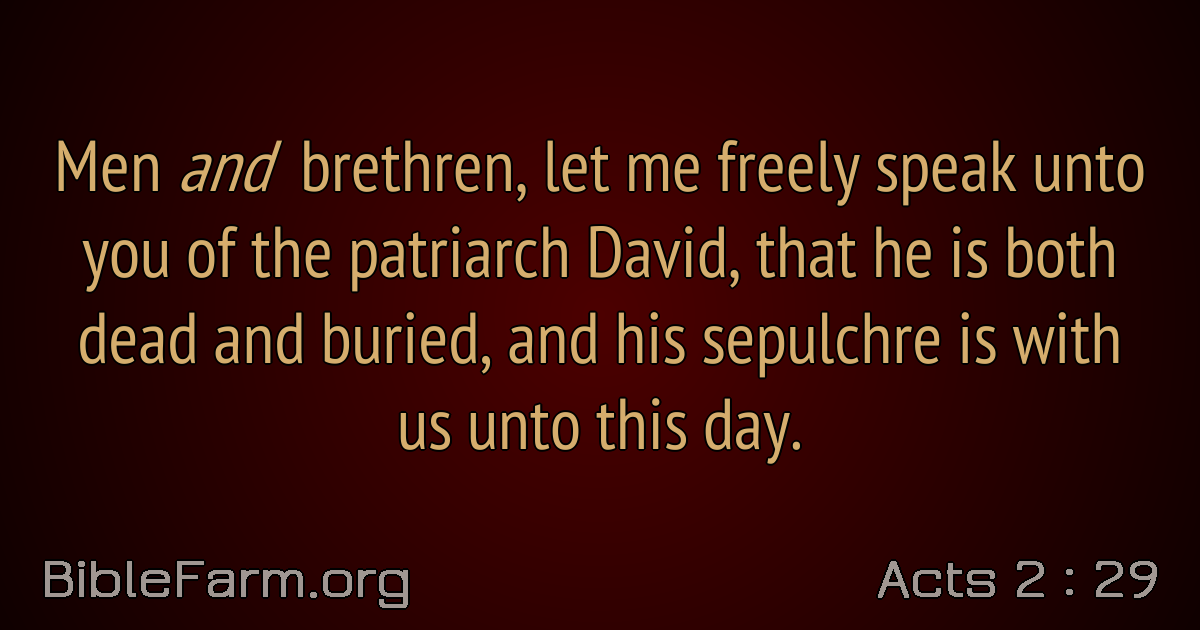 Men and brethren, let me freely speak unto
you of the patriarch David, that he is both
dead and buried, and his sepulchre is with
us unto this day.
BibleFarm.org
Acts 2 : 29